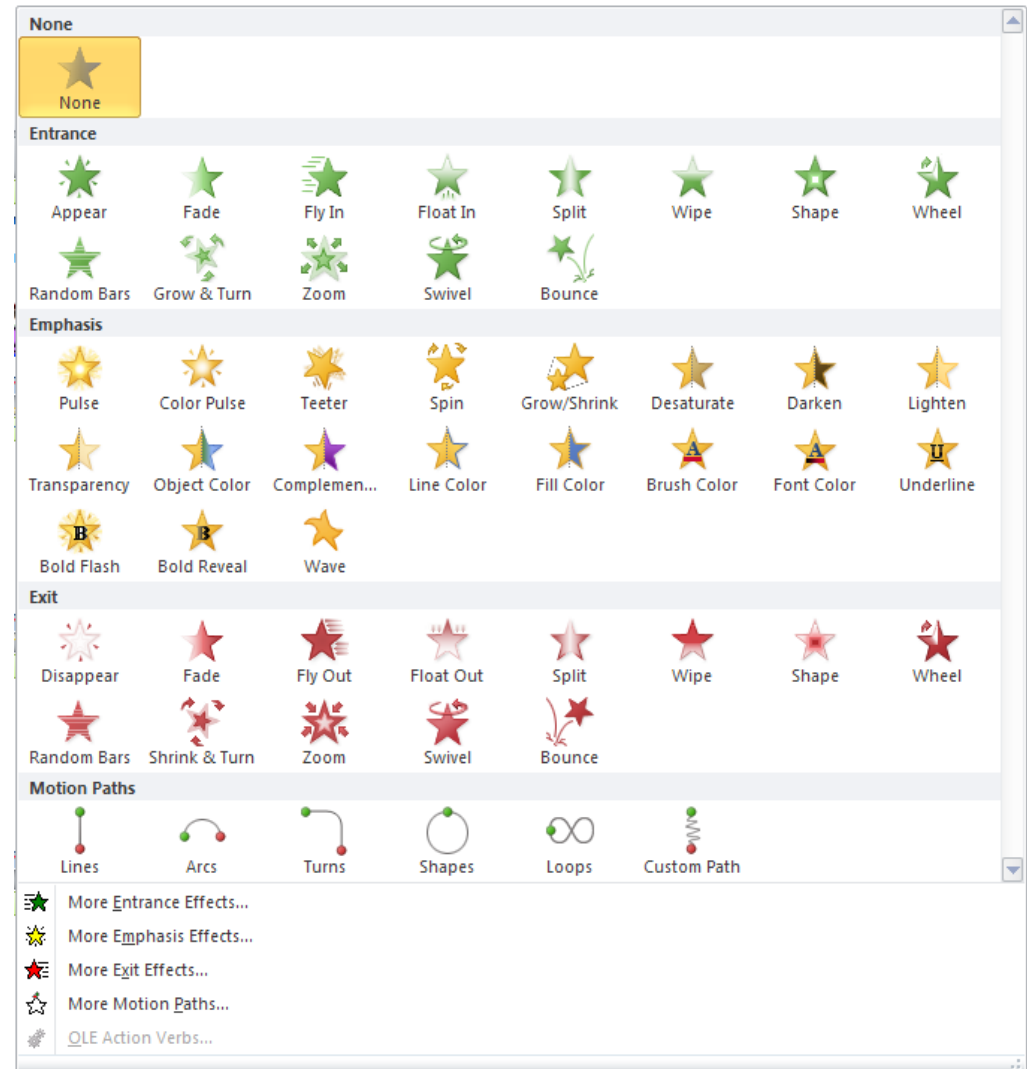 None
None
Entrance
Appear Fade Fly In Float In Split Wipe Shape Wheel
Random Bars Grow & Turn Zoom Swivel Bounce
Emphasis
Pulse Color Pulse Teeter Spin Grow/Shrink Desaturate Darken Lighten
Transparency Object Color Complemen... Line Color Fill Color Brush Color Font Color Underline
Bold Flash Bold Reveal Wave
Exit
Disappear Fade Fly Out Float Out Split Wipe Shape Wheel
Random Bars Shrink & Turn Zoom Swivel Bounce
Motion Paths
Lines Arcs Turns Shapes Loops Custom Path
More Entrance Effects...
More Emphasis Effects...
More Exit Effects...
More Motion Paths...
OLE Action Verbs...